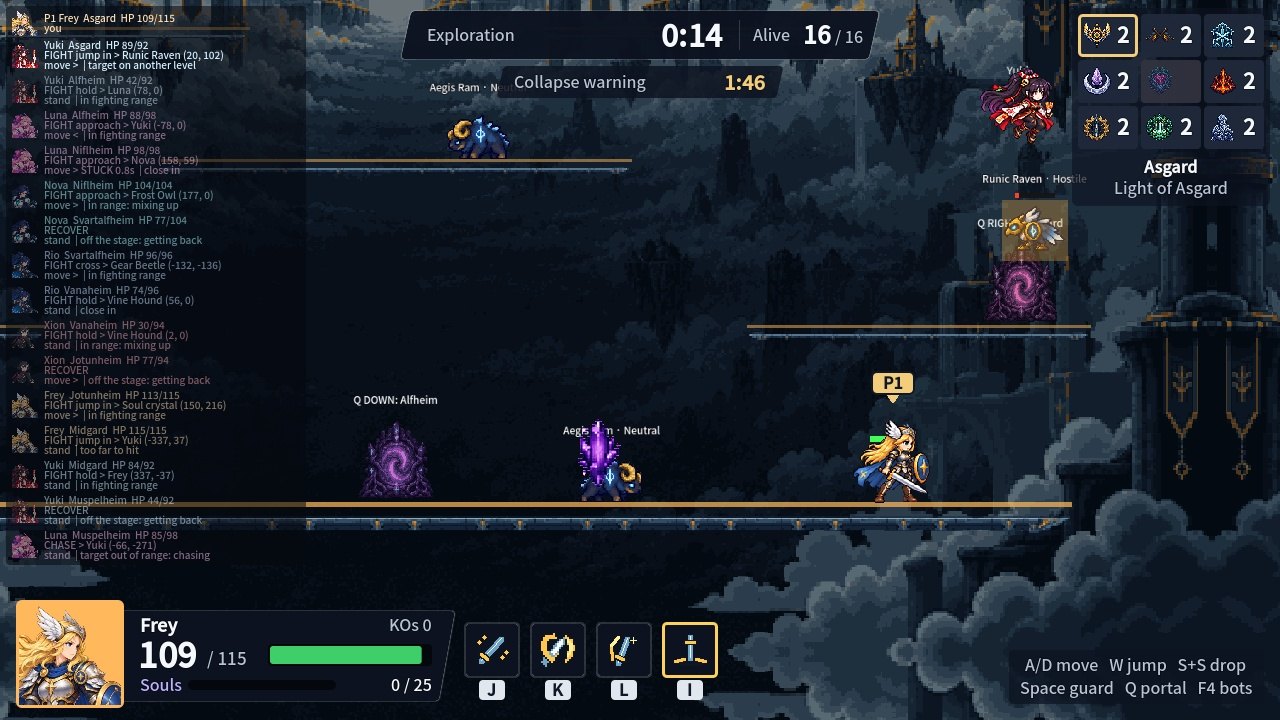 P1 Frey Asgard HP 109/115
you
Yuki Asgard HP 89/92
FIGHT jump in > Runic Raven (20, 102)
move > | target on another level
Yuki Alfheim HP 42/92
FIGHT hold > Luna (78, 0)
stand | in fighting range
Luna Alfheim HP 88/98
FIGHT approach > Yuki (-78, 0)
move < | in fighting range
Luna Niflheim HP 98/98
FIGHT approach > Nova (158, 59)
move > STUCK 0.8s | close in
Nova Niflheim HP 104/104
FIGHT approach > Frost Owl (177, 0)
move > | in range: mixing up
Nova Svartalfheim HP 77/104
RECOVER
stand | off the stage: getting back
Rio Svartalfheim HP 96/96
FIGHT cross > Gear Beetle (-132, -136)
move > | in fighting range
Rio Vanaheim HP 74/96
FIGHT hold > Vine Hound (56, 0)
stand | close in
Xion Vanaheim HP 30/94
FIGHT hold > Vine Hound (2, 0)
stand | in range: mixing up
Xion Jotunheim HP 77/94
RECOVER
move > | off the stage: getting back
Frey Jotunheim HP 113/115
FIGHT jump in > Soul crystal (150, 216)
move > | in fighting range
Frey Midgard HP 115/115
FIGHT jump in > Yuki (-337, 37)
stand | too far to hit
Yuki Midgard HP 84/92
FIGHT hold > Frey (337, -37)
stand | in fighting range
Yuki Muspelheim HP 44/92
RECOVER
stand | off the stage: getting back
Luna Muspelheim HP 85/98
CHASE > Yuki (-66, -271)
stand | target out of range: chasing
Exploration 0:14 Alive 16 / 16
Collapse warning 1:46
Aegis Ram ·
2 2 2
2 2
2 2 2
Asgard
Light of Asgard
Runic Raven · Hostile
Q DOWN: Alfheim
· Neutral
P1
Frey KOs 0
109 / 115
Souls 0 / 25
J K L I
A/D move W jump S+S drop
Space guard Q portal F4 bots